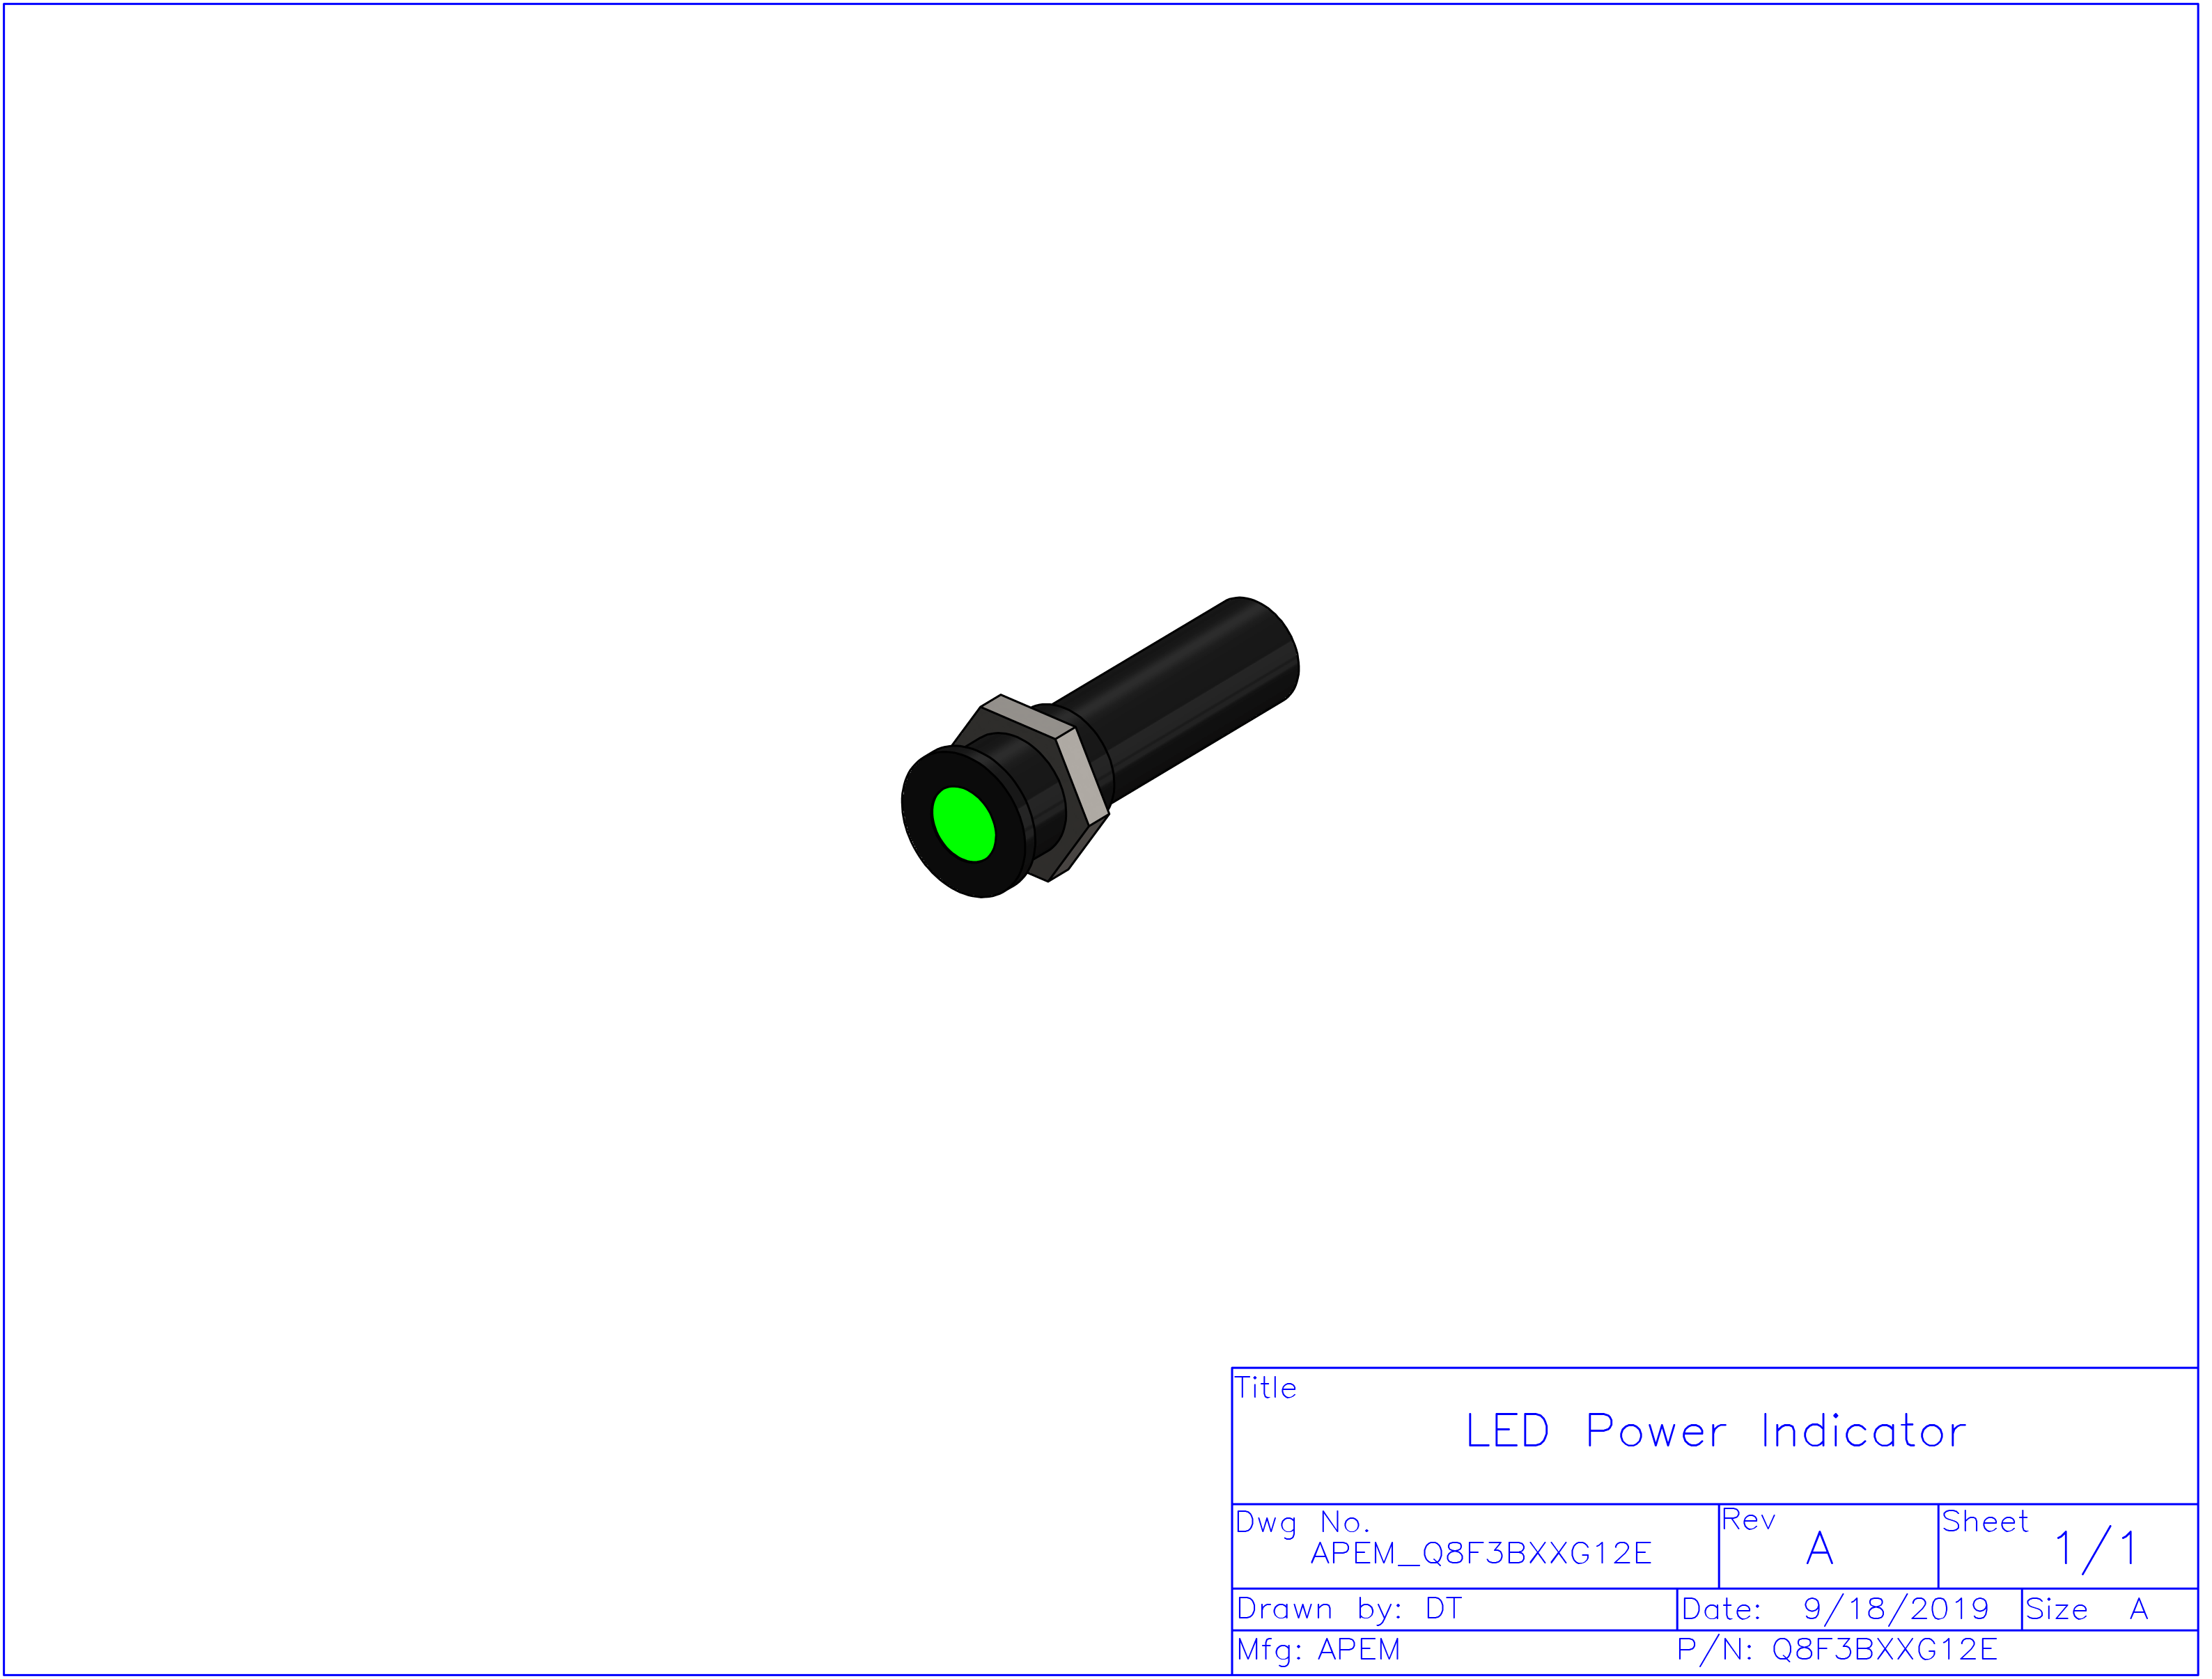 Title
LED Power Indicator
Dwg No.
APEM_Q8F3BXXG12E
Rev
A
Sheet
1/1
Drawn by: DT
Date: 9/18/2019
Size A
Mfg: APEM
P/N: Q8F3BXXG12E